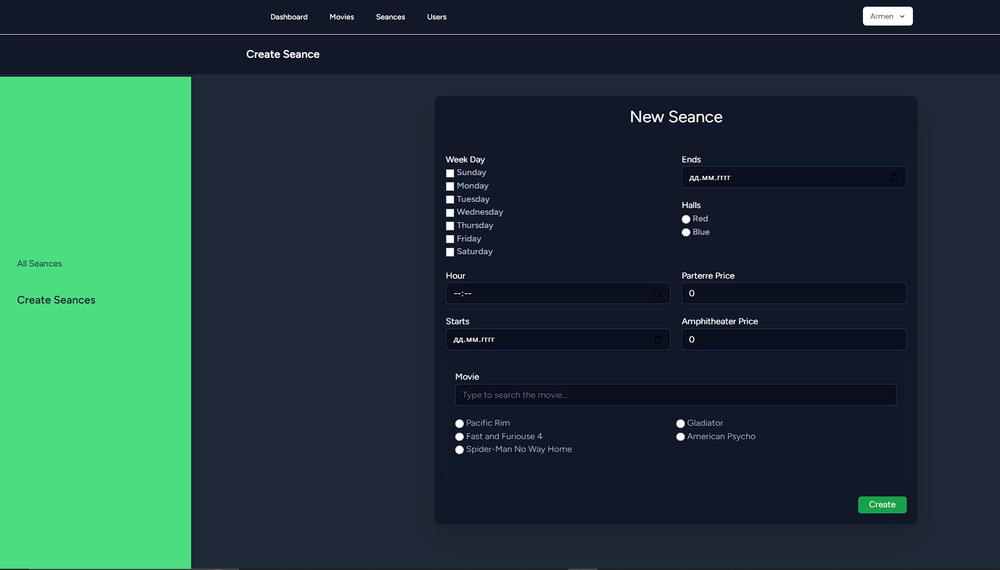 Dashboard Movies Seances Users Armen
Create Seance
All Seances
Create Seances
New Seance
Week Day
Sunday
Monday
Tuesday
Wednesday
Thursday
Friday
Saturday
Ends
дд.мм.гггг
Halls
Red
Blue
Hour
--:--
Parterre Price
0
Starts
дд.мм.гггг
Amphitheater Price
0
Movie
Type to search the movie...
Pacific Rim
Fast and Furiouse 4
Spider-Man No Way Home
Gladiator
American Psycho
Create